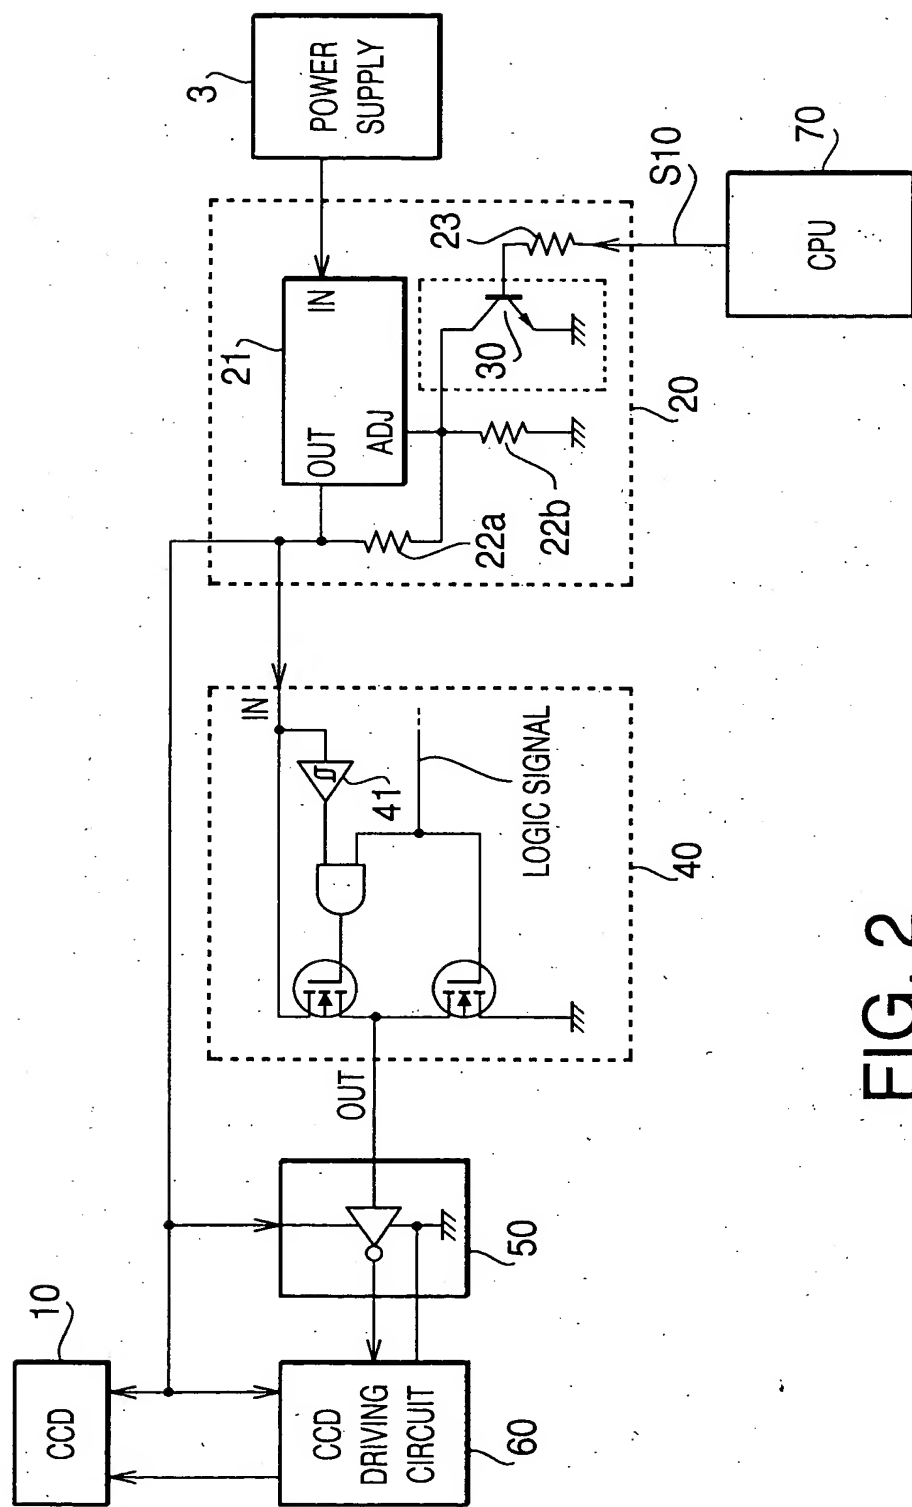 3
POWER
SUPPLY
20
21
IN
OUT
ADJ
22a
22b
23
30
S10
70
CPU
40
IN
41
LOGIC SIGNAL
OUT
50
10
CCD
60
CCD
DRIVING
CIRCUIT
FIG. 2